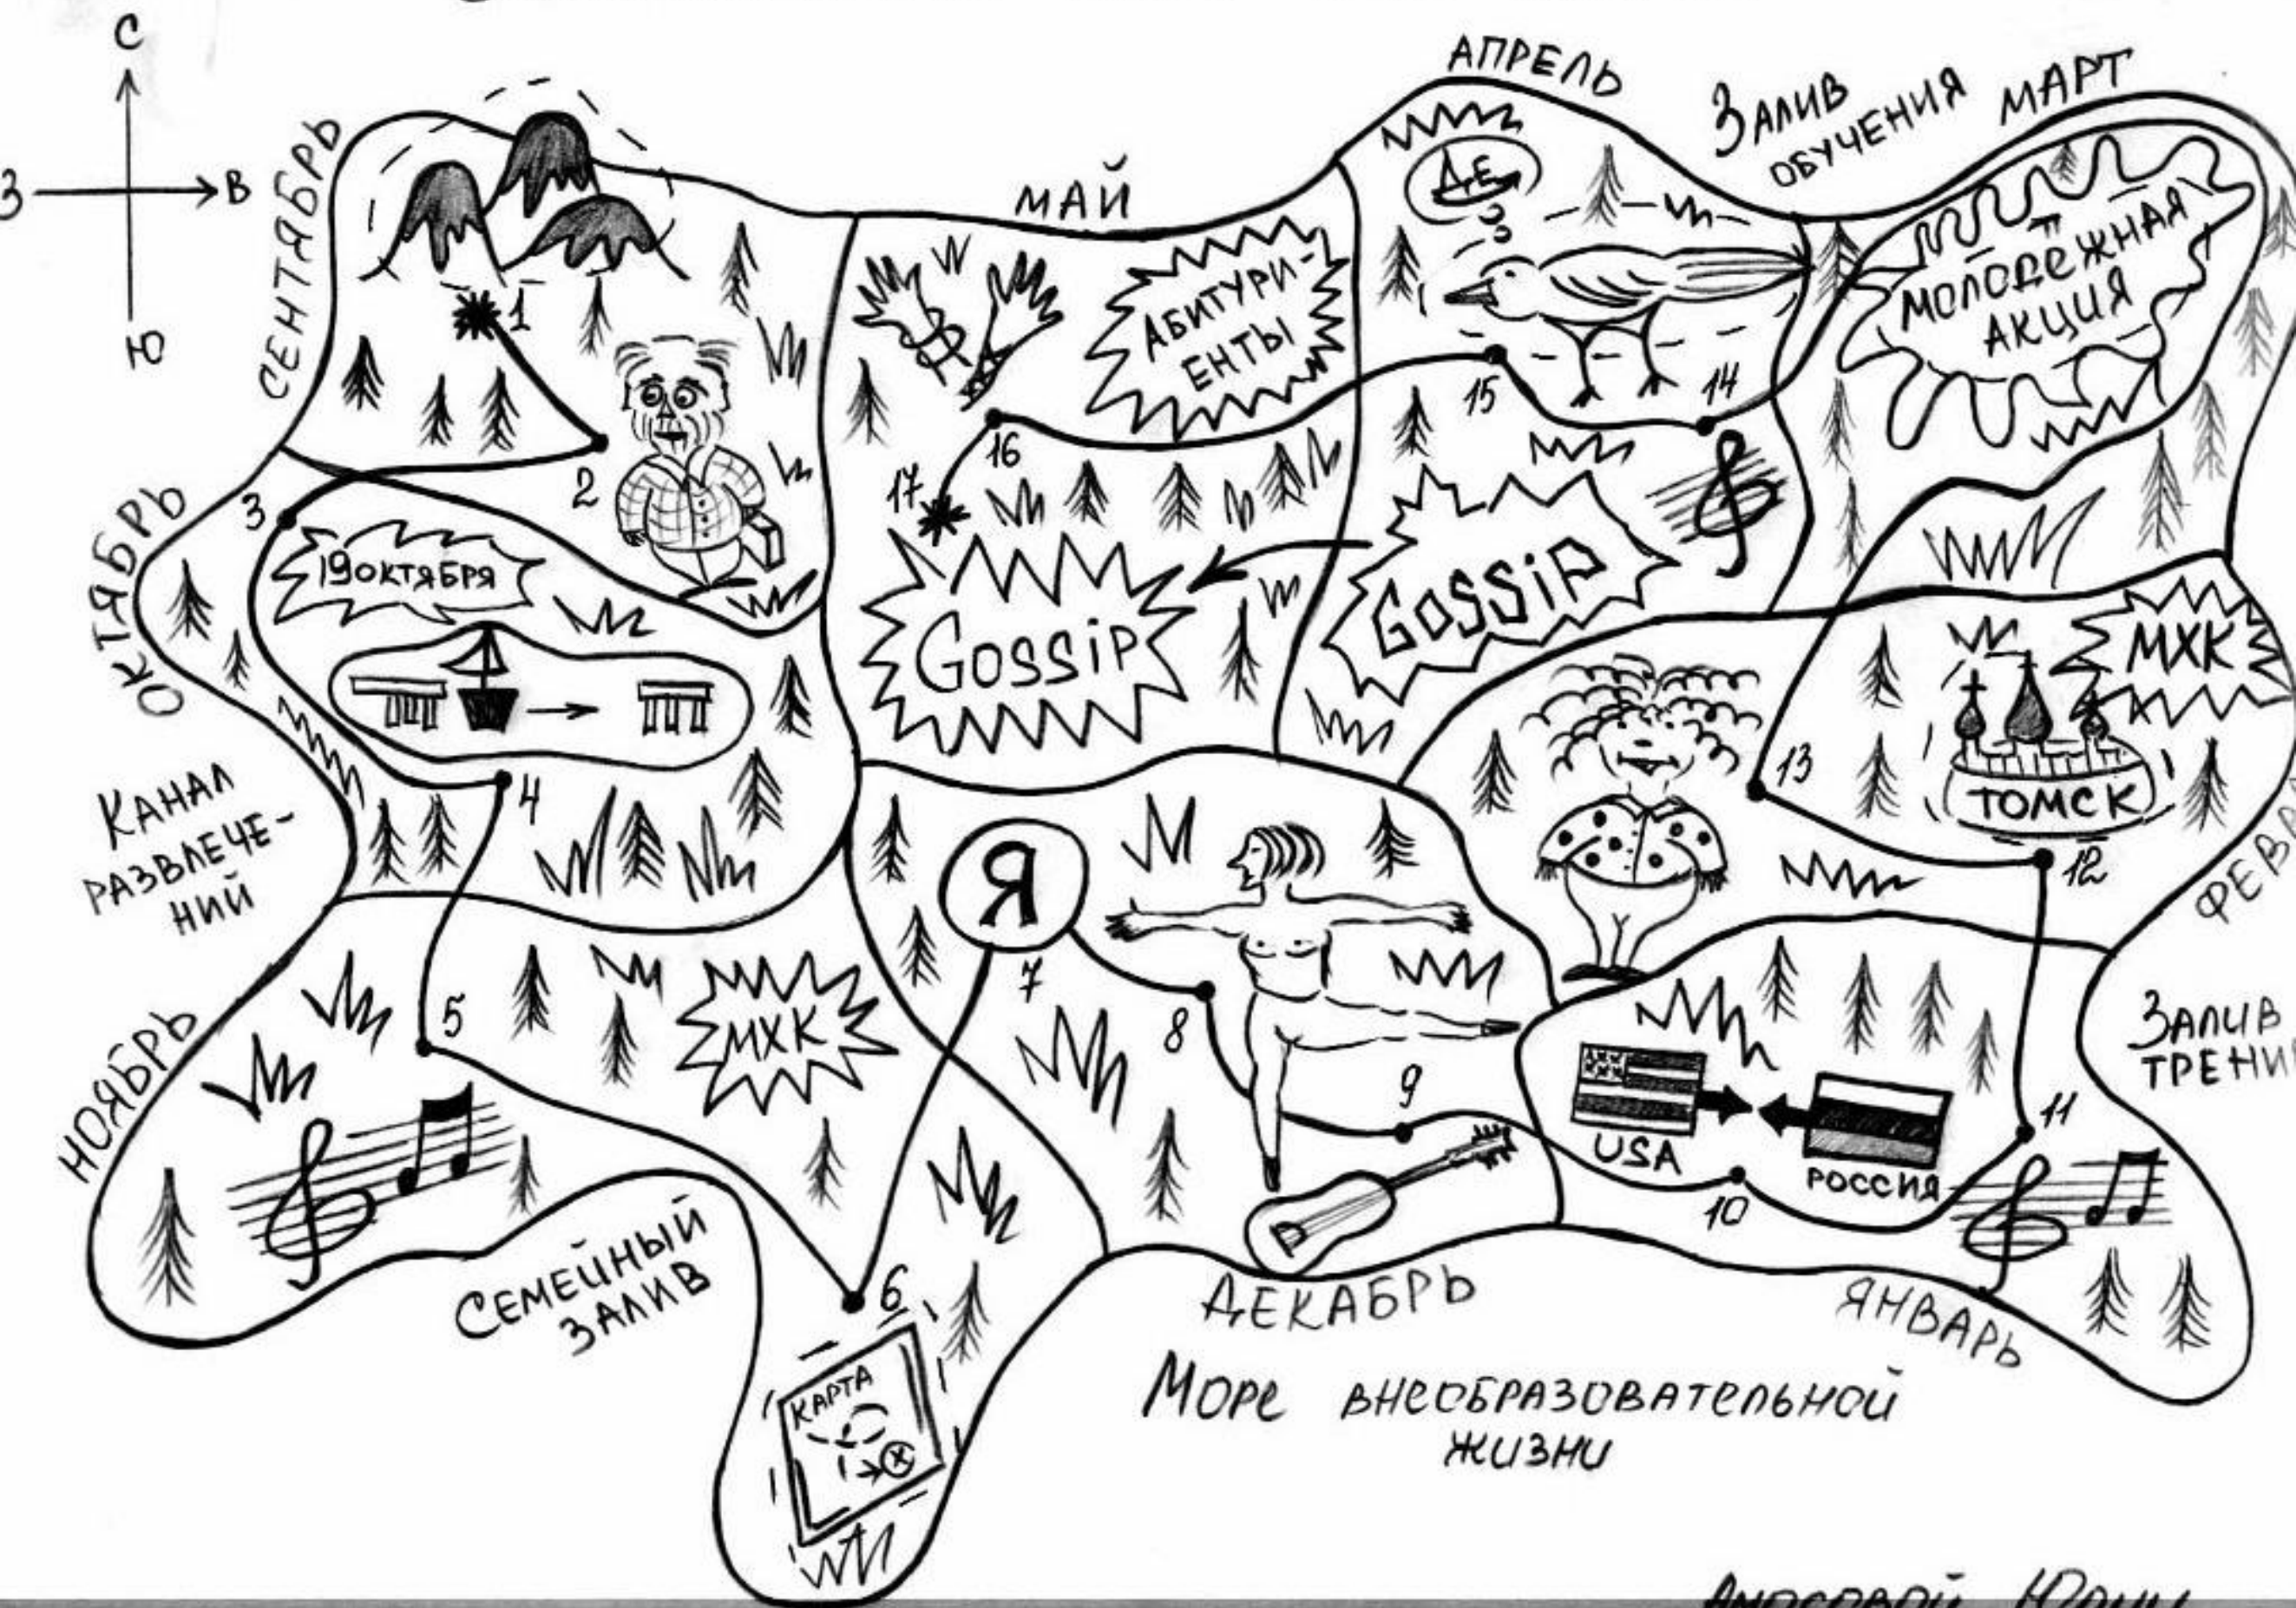 С
З
В
Ю
СЕНТЯБРЬ
МАЙ
АПРЕЛЬ
ЗАЛИВ
ОБУЧЕНИЯ
МАРТ
ДЕ
МОЛОДЕЖНАЯ
АКЦИЯ
АБИТУРИ-
ЕНТЫ
1
2
3
14
15
16
17
ОКТЯБРЬ
19 ОКТЯБРЯ
GOSSiP
GOSSiP
МХК
ТОМСК
13
12
4
КАНАЛ
РАЗВЛЕЧЕ-
НИЙ
Я
7
8
9
5
МХК
НОЯБРЬ
USA
РОССИЯ
10
11
ЗАЛИВ
СЕМЕЙНЫЙ
ЗАЛИВ
6
КАРТА
ДЕКАБРЬ
ЯНВАРЬ
МОРЕ ВНЕОБРАЗОВАТЕЛЬНОЙ
ЖИЗНИ